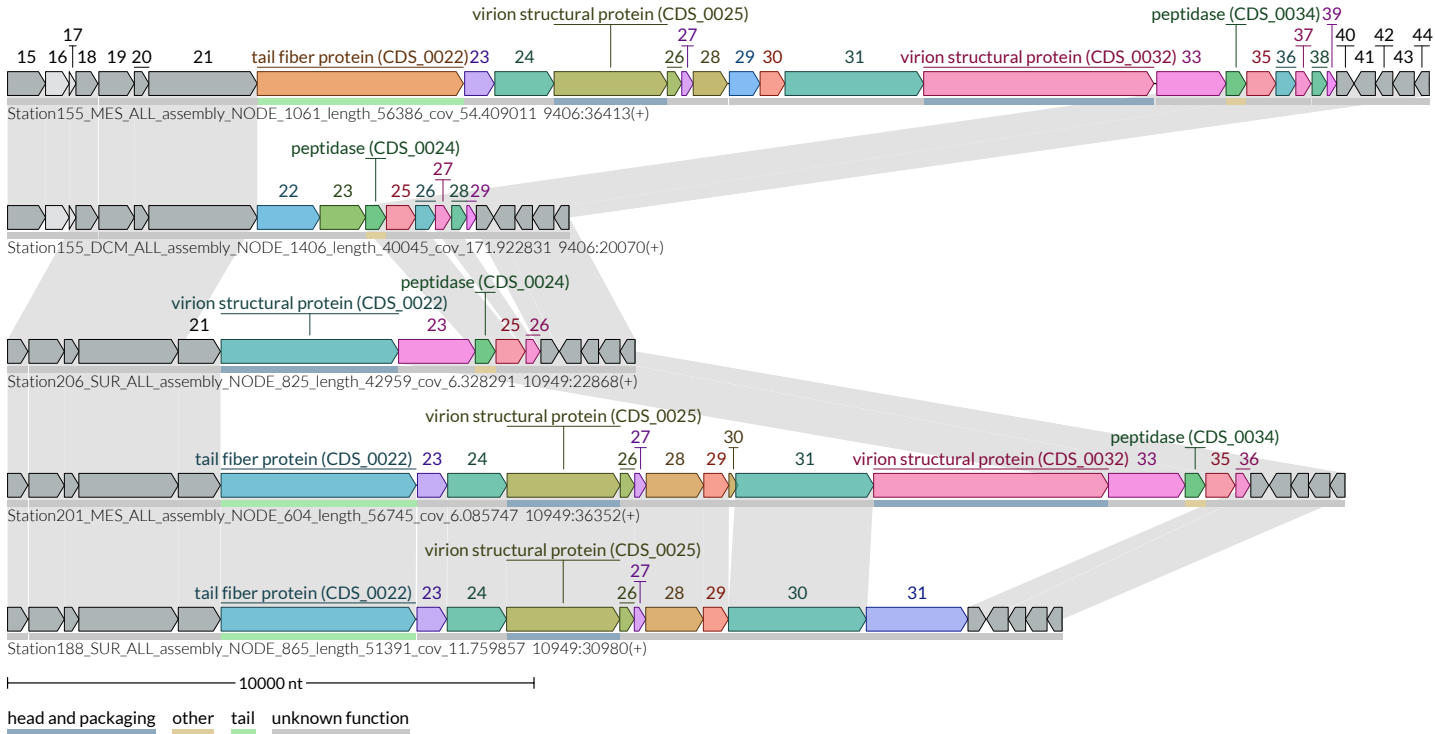 virion structural protein (CDS_0025) peptidase (CDS_0034) 39
17 27 37 40 42 44
15 16 18 19 20 21 tail fiber protein (CDS_0022) 23 24 26 28 29 30 31 virion structural protein (CDS_0032) 33 35 36 38 41 43
Station155_MES_ALL_assembly_NODE_1061_length_56386_cov_54.409011 9406:36413(+)
peptidase (CDS_0024)
27
22 23 25 26 28 29
Station155_DCM_ALL_assembly_NODE_1406_length_40045_cov_171.922831 9406:20070(+)
peptidase (CDS_0024)
virion structural protein (CDS_0022)
21 23 25 26
Station206_SUR_ALL_assembly_NODE_825_length_42959_cov_6.328291 10949:22868(+)
virion structural protein (CDS_0025)
27 30 peptidase (CDS_0034)
tail fiber protein (CDS_0022) 23 24 26 28 29 31 virion structural protein (CDS_0032) 33 35 36
Station201_MES_ALL_assembly_NODE_604_length_56745_cov_6.085747 10949:36352(+)
virion structural protein (CDS_0025)
27
tail fiber protein (CDS_0022) 23 24 26 28 29 30 31
Station188_SUR_ALL_assembly_NODE_865_length_51391_cov_11.759857 10949:30980(+)
10000 nt
head and packaging other tail unknown function